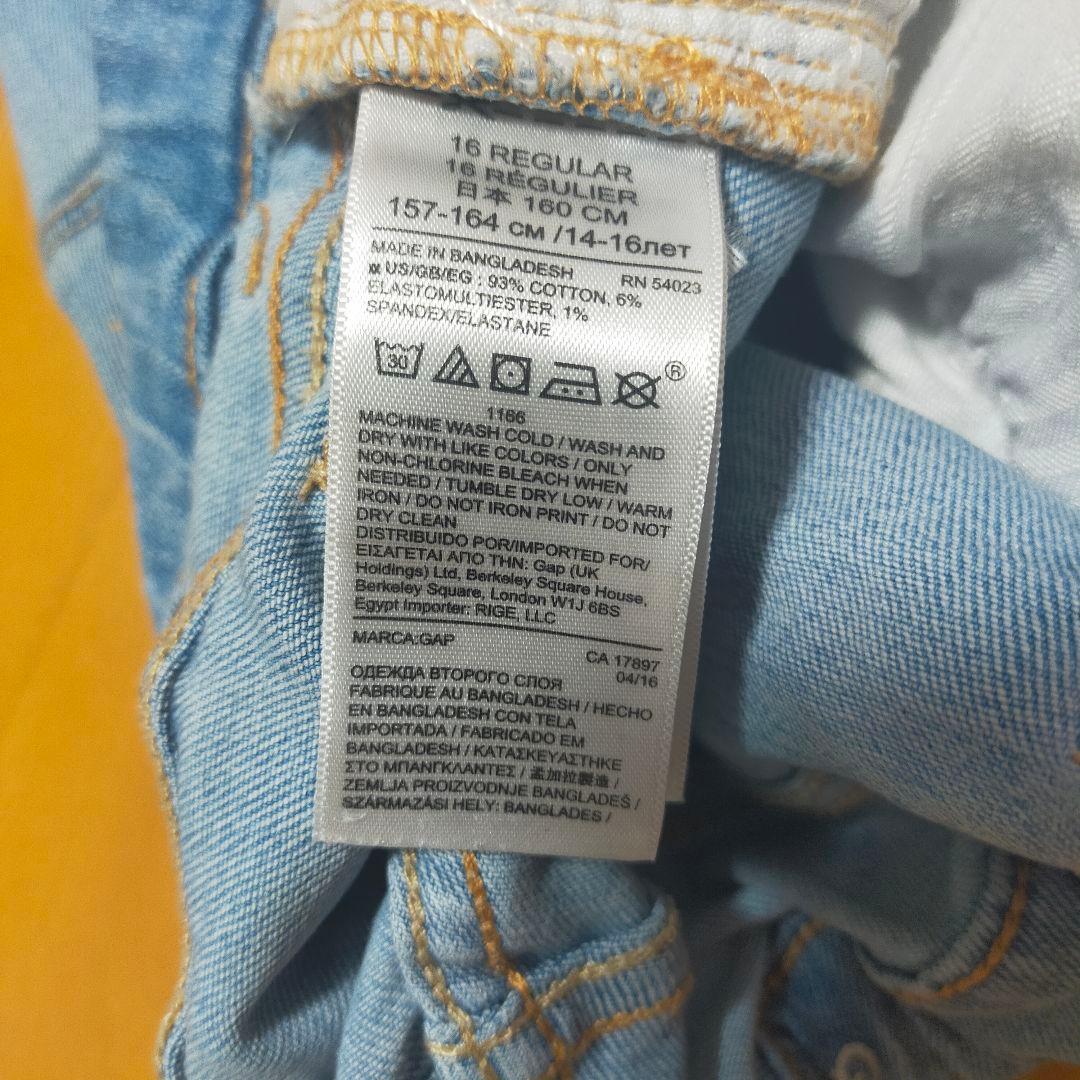 16 REGULAR
16 RÉGULIER
日本 160 CM
157-164 см /14-16лет
MADE IN BANGLADESH
RN 54023
US/GB/EG : 93% COTTON, 6%
ELASTOMULTIESTER, 1%
SPANDEX/ELASTANE
30
®
1166
MACHINE WASH COLD / WASH AND
DRY WITH LIKE COLORS / ONLY
NON-CHLORINE BLEACH WHEN
NEEDED / TUMBLE DRY LOW / WARM
IRON / DO NOT IRON PRINT / DO NOT
DRY CLEAN
DISTRIBUIDO POR/IMPORTED FOR/
ΕΙΣΑΓΕΤΑΙ ΑΠΟ ΤΗΝ: Gap (UK
Holdings) Ltd, Berkeley Square House,
Berkeley Square, London W1J 6BS
Egypt Importer: RIGE, LLC
MARCA:GAP
CA 17897
04/16
ОДЕЖДА ВТОРОГО СЛОЯ
FABRIQUE AU BANGLADESH / HECHO
EN BANGLADESH CON TELA
IMPORTADA / FABRICADO EM
BANGLADESH / ΚΑΤΑΣΚΕΥΑΣΤΗΚΕ
ΣΤΟ ΜΠΑΝΓΚΛΑΝΤΕΣ / 孟加拉製造 /
ZEMLJA PROIZVODNJE BANGLADEŠ /
SZÁRMAZÁSI HELY: BANGLADES /